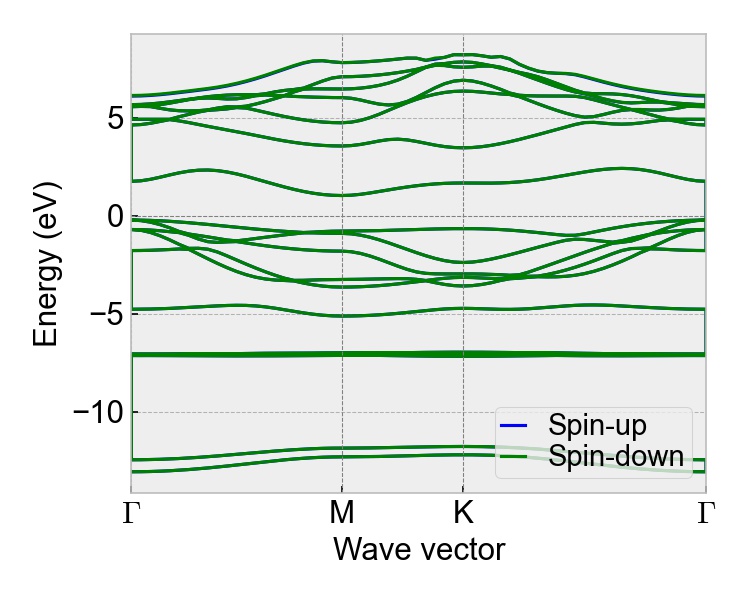 Energy (eV)
5
0
−5
−10
Spin-up
Spin-down
Γ M K Γ
Wave vector